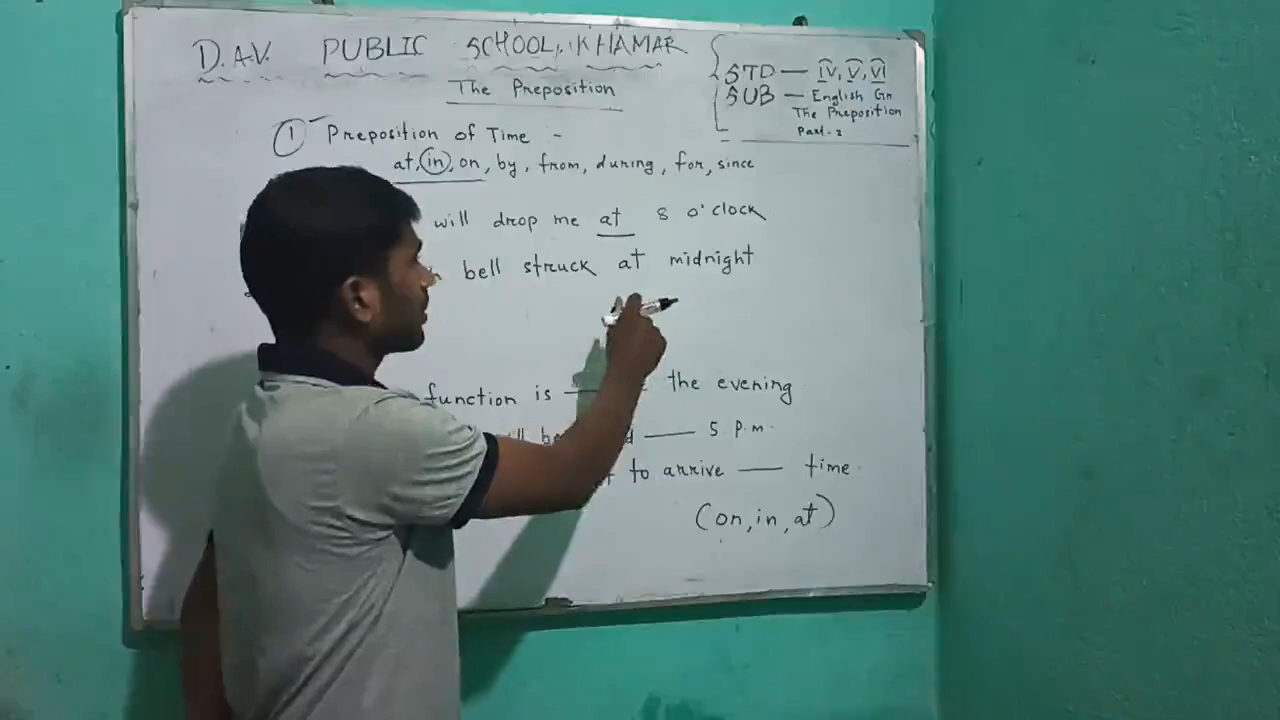 D.A.V. PUBLIC SCHOOL, KHAMAR
The Preposition
STD — IV, V, VI
SUB — English Gr
The Preposition
Part-2
① Preposition of Time :-
at, in, on, by, from, during, for, since
will drop me at 8 o'clock
bell struck at midnight
function is — the evening
— 5 p.m.
to arrive — time.
(on, in, at)